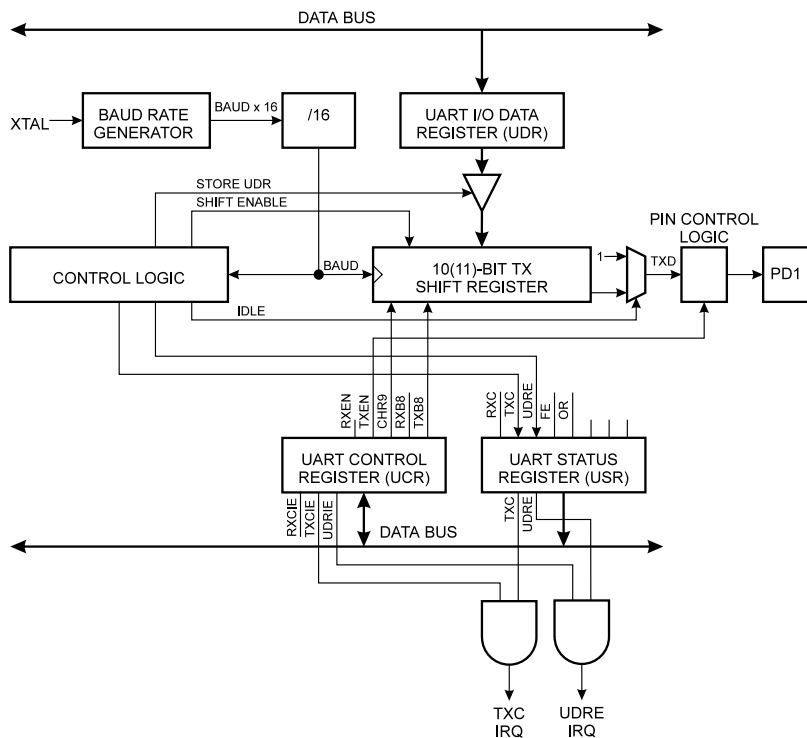 DATA BUS
XTAL
BAUD RATE
GENERATOR
BAUD x 16
/16
UART I/O DATA
REGISTER (UDR)
STORE UDR
SHIFT ENABLE
PIN CONTROL
LOGIC
CONTROL LOGIC
BAUD
10(11)-BIT TX
SHIFT REGISTER
1
TXD
PD1
IDLE
RXEN
TXEN
CHR9
RXB8
TXB8
RXC
TXC
UDRE
FE
OR
UART CONTROL
REGISTER (UCR)
UART STATUS
REGISTER (USR)
RXCIE
TXCIE
UDRIE
TXC
UDRE
DATA BUS
TXC
IRQ
UDRE
IRQ